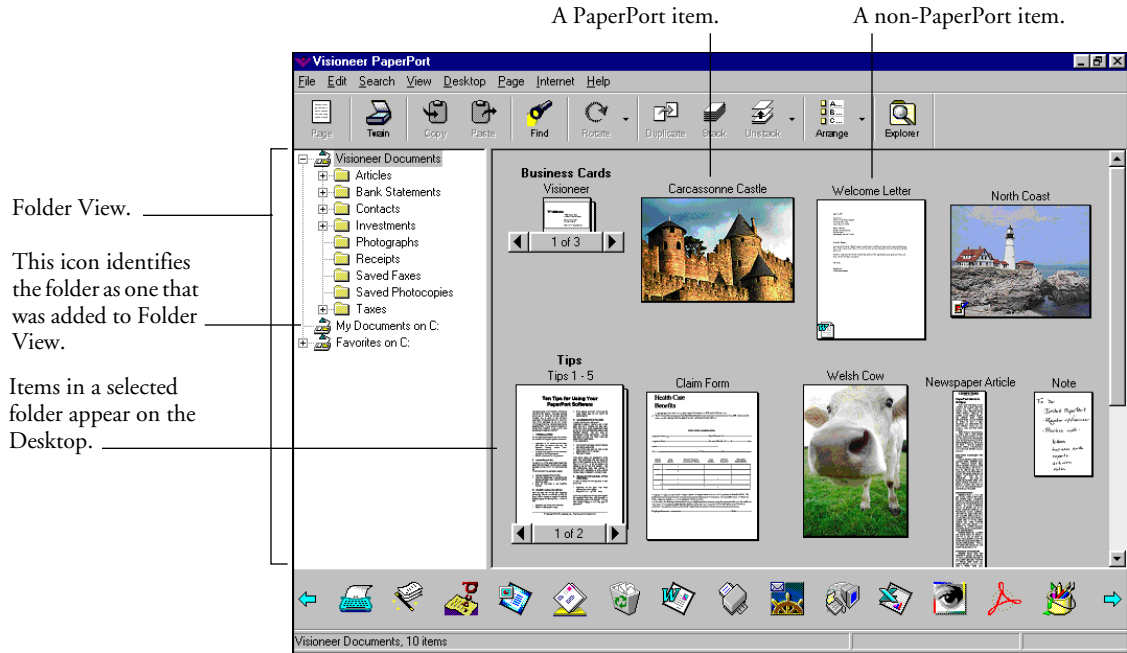 A PaperPort item.
A non-PaperPort item.
Visioneer PaperPort
File Edit Search View Desktop Page Internet Help
Page Twain Copy Paste Find Rotate Duplicate Stack Unstack Arrange Explorer
Folder View.
This icon identifies
the folder as one that
was added to Folder
View.
Items in a selected
folder appear on the
Desktop.
Visioneer Documents
Articles
Bank Statements
Contacts
Investments
Photographs
Receipts
Saved Faxes
Saved Photocopies
Taxes
My Documents on C:
Favorites on C:
Business Cards
Visioneer
1 of 3
Carcassonne Castle
Welcome Letter
North Coast
Tips
Tips 1 - 5
Ten Tips for Using Your
PaperPort Software
1 of 2
Claim Form
Health Care
Benefits
Welsh Cow
Newspaper Article
Note
To Do
Visioneer Documents, 10 items